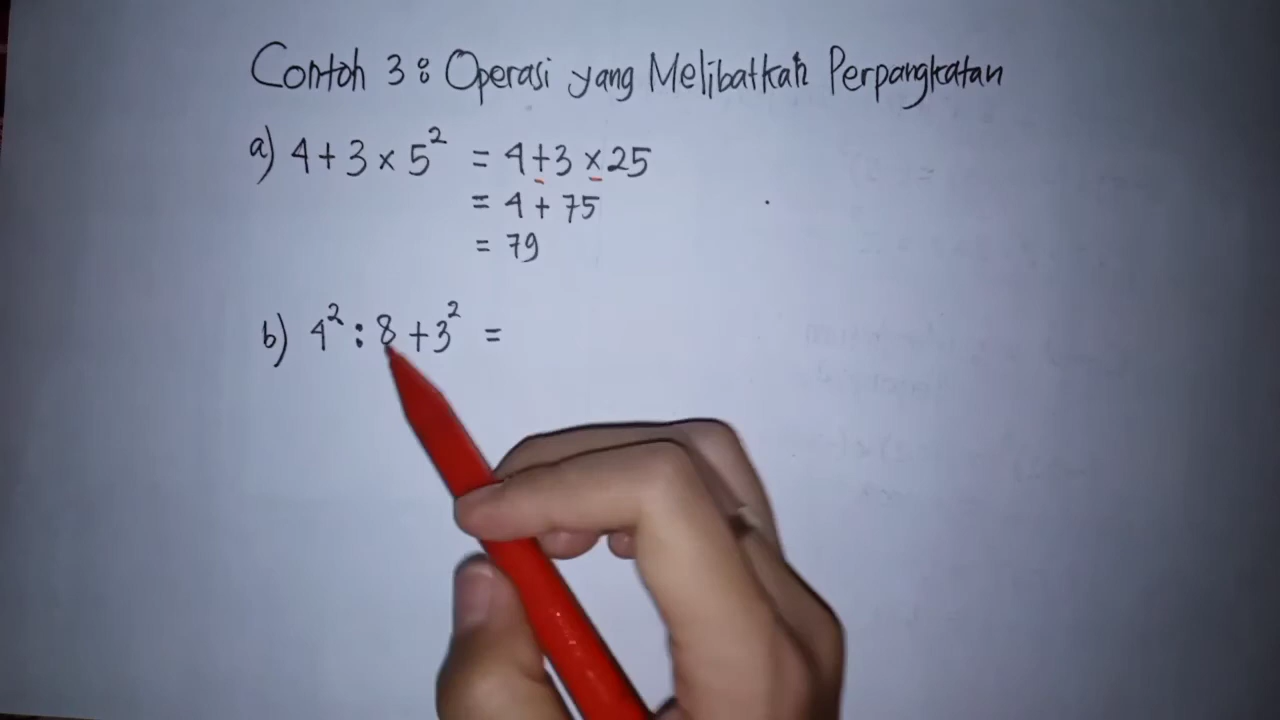 Contoh 3: Operasi yang Melibatkan Perpangkatan
a) 4+3×5² = 4+3×25
= 4+75
= 79
b) 4² : 8+3² =